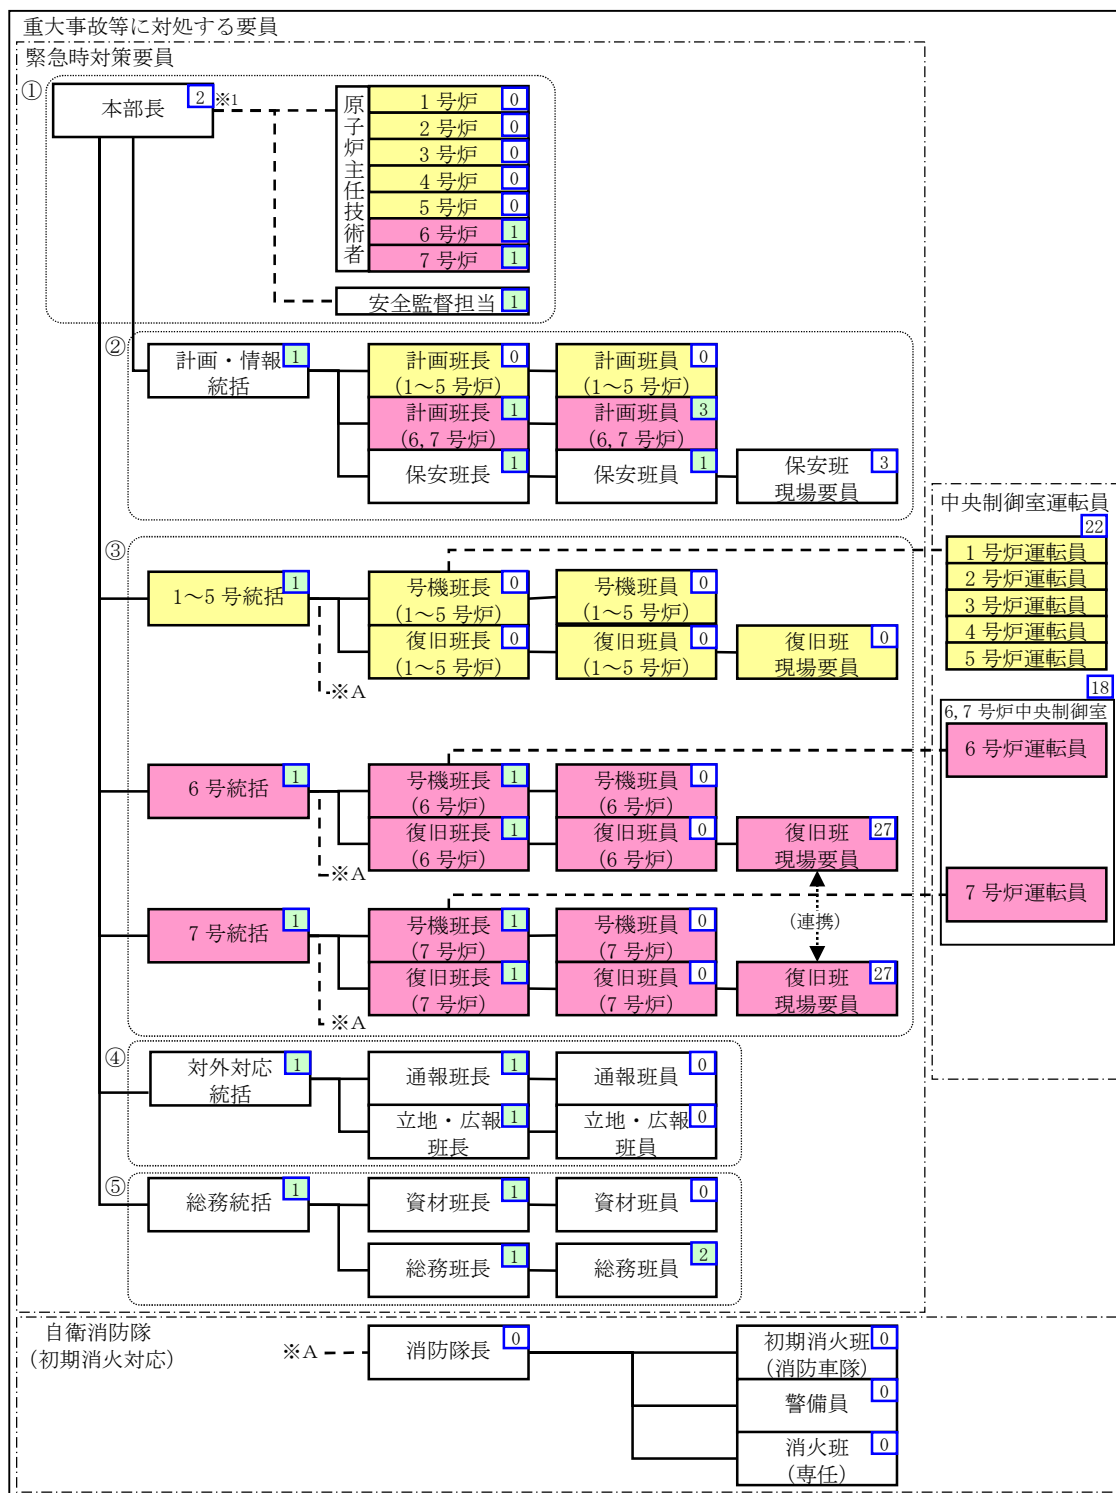 重大事故等に対処する要員
緊急時対策要員
①
本部長
2
※1
原子炉主任技術者
1 号炉
0
2 号炉
0
3 号炉
0
4 号炉
0
5 号炉
0
6 号炉
1
7 号炉
1
安全監督担当
1
②
計画・情報
統括
1
計画班長
(1～5 号炉)
0
計画班員
(1～5 号炉)
0
計画班長
(6,7 号炉)
1
計画班員
(6,7 号炉)
3
保安班長
1
保安班員
1
保安班
現場要員
3
中央制御室運転員
22
1 号炉運転員
2 号炉運転員
3 号炉運転員
4 号炉運転員
5 号炉運転員
18
6,7 号炉中央制御室
6 号炉運転員
7 号炉運転員
③
1～5 号統括
1
号機班長
(1～5 号炉)
0
号機班員
(1～5 号炉)
0
復旧班長
(1～5 号炉)
0
復旧班員
(1～5 号炉)
0
復旧班
現場要員
0
※A
6 号統括
1
号機班長
(6 号炉)
1
号機班員
(6 号炉)
0
復旧班長
(6 号炉)
1
復旧班員
(6 号炉)
0
復旧班
現場要員
27
※A
(連携)
7 号統括
1
号機班長
(7 号炉)
1
号機班員
(7 号炉)
0
復旧班長
(7 号炉)
1
復旧班員
(7 号炉)
0
復旧班
現場要員
27
※A
④
対外対応
統括
1
通報班長
1
通報班員
0
立地・広報
班長
1
立地・広報
班員
0
⑤
総務統括
1
資材班長
1
資材班員
0
総務班長
1
総務班員
2
自衛消防隊
(初期消火対応)
※A
消防隊長
0
初期消火班
(消防車隊)
0
警備員
0
消火班
(専任)
0